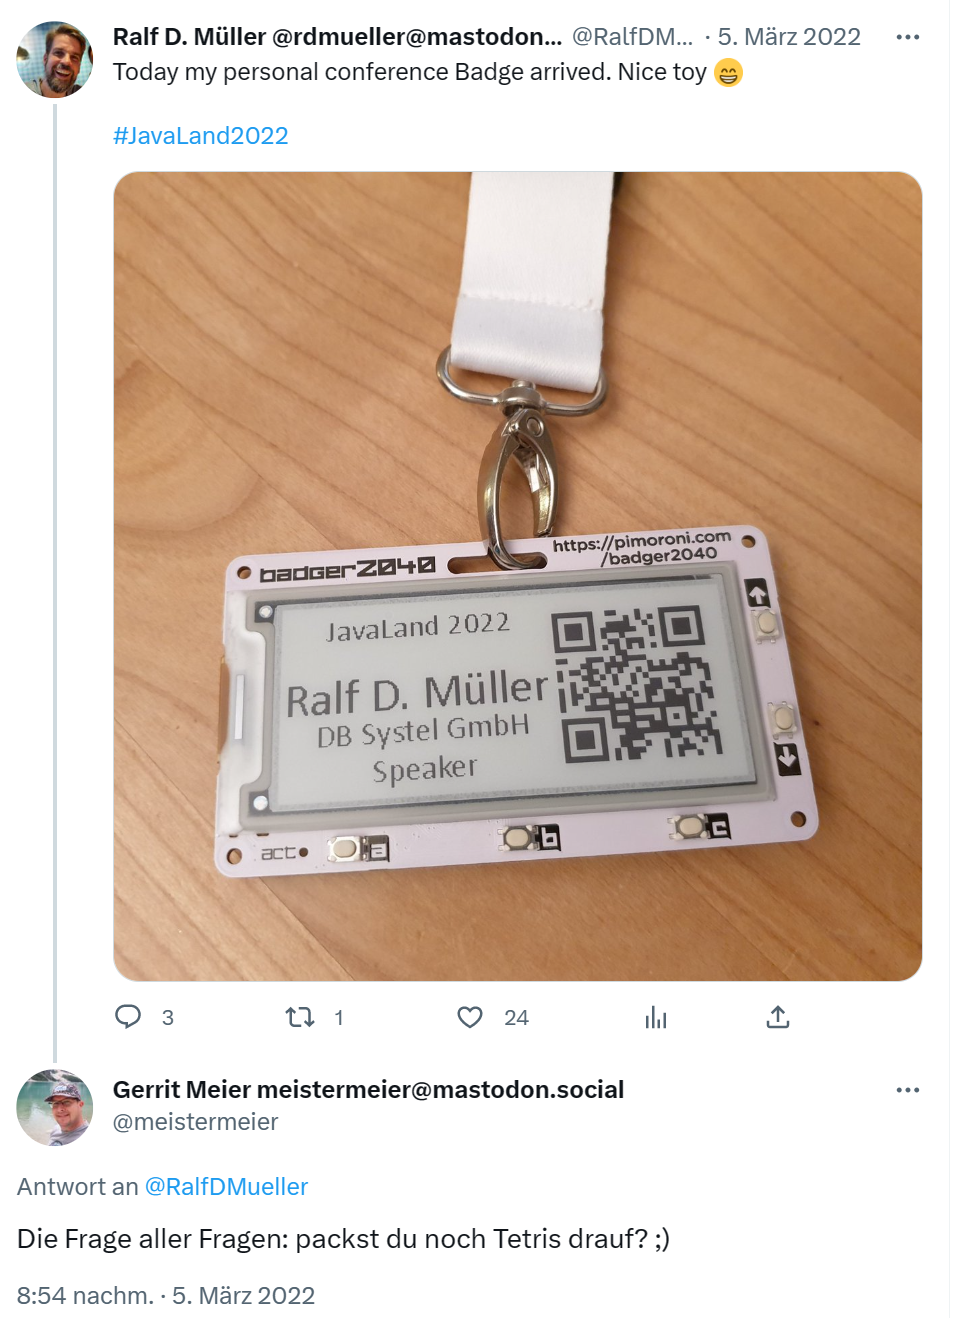 Ralf D. Müller @rdmueller@mastodon... @RalfDM... · 5. März 2022
Today my personal conference Badge arrived. Nice toy 😁
#JavaLand2022
badger2040
https://pimoroni.com
/badger2040
JavaLand 2022
Ralf D. Müller
DB Systel GmbH
Speaker
act
a
b
c
3
1
24
Gerrit Meier meistermeier@mastodon.social
@meistermeier
Antwort an @RalfDMueller
Die Frage aller Fragen: packst du noch Tetris drauf? ;)
8:54 nachm. · 5. März 2022